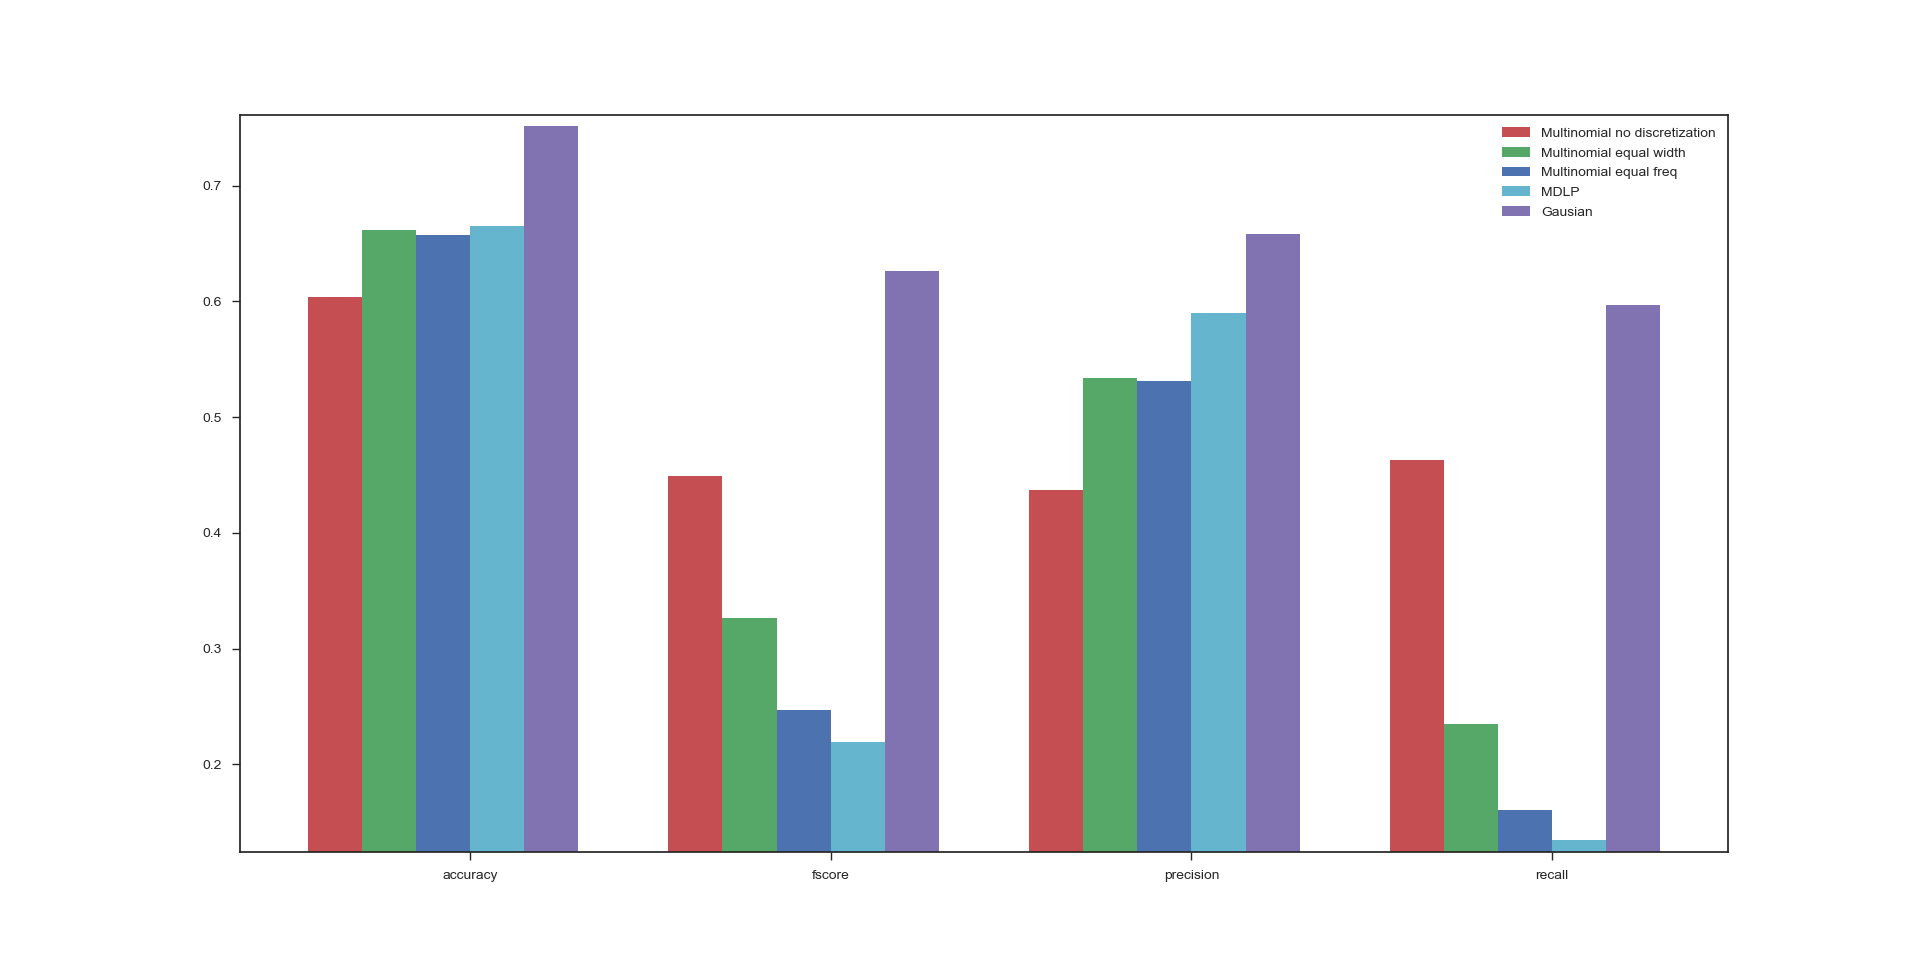 Multinomial no discretization
Multinomial equal width
Multinomial equal freq
MDLP
Gausian
0.7
0.6
0.5
0.4
0.3
0.2
accuracy
fscore
precision
recall